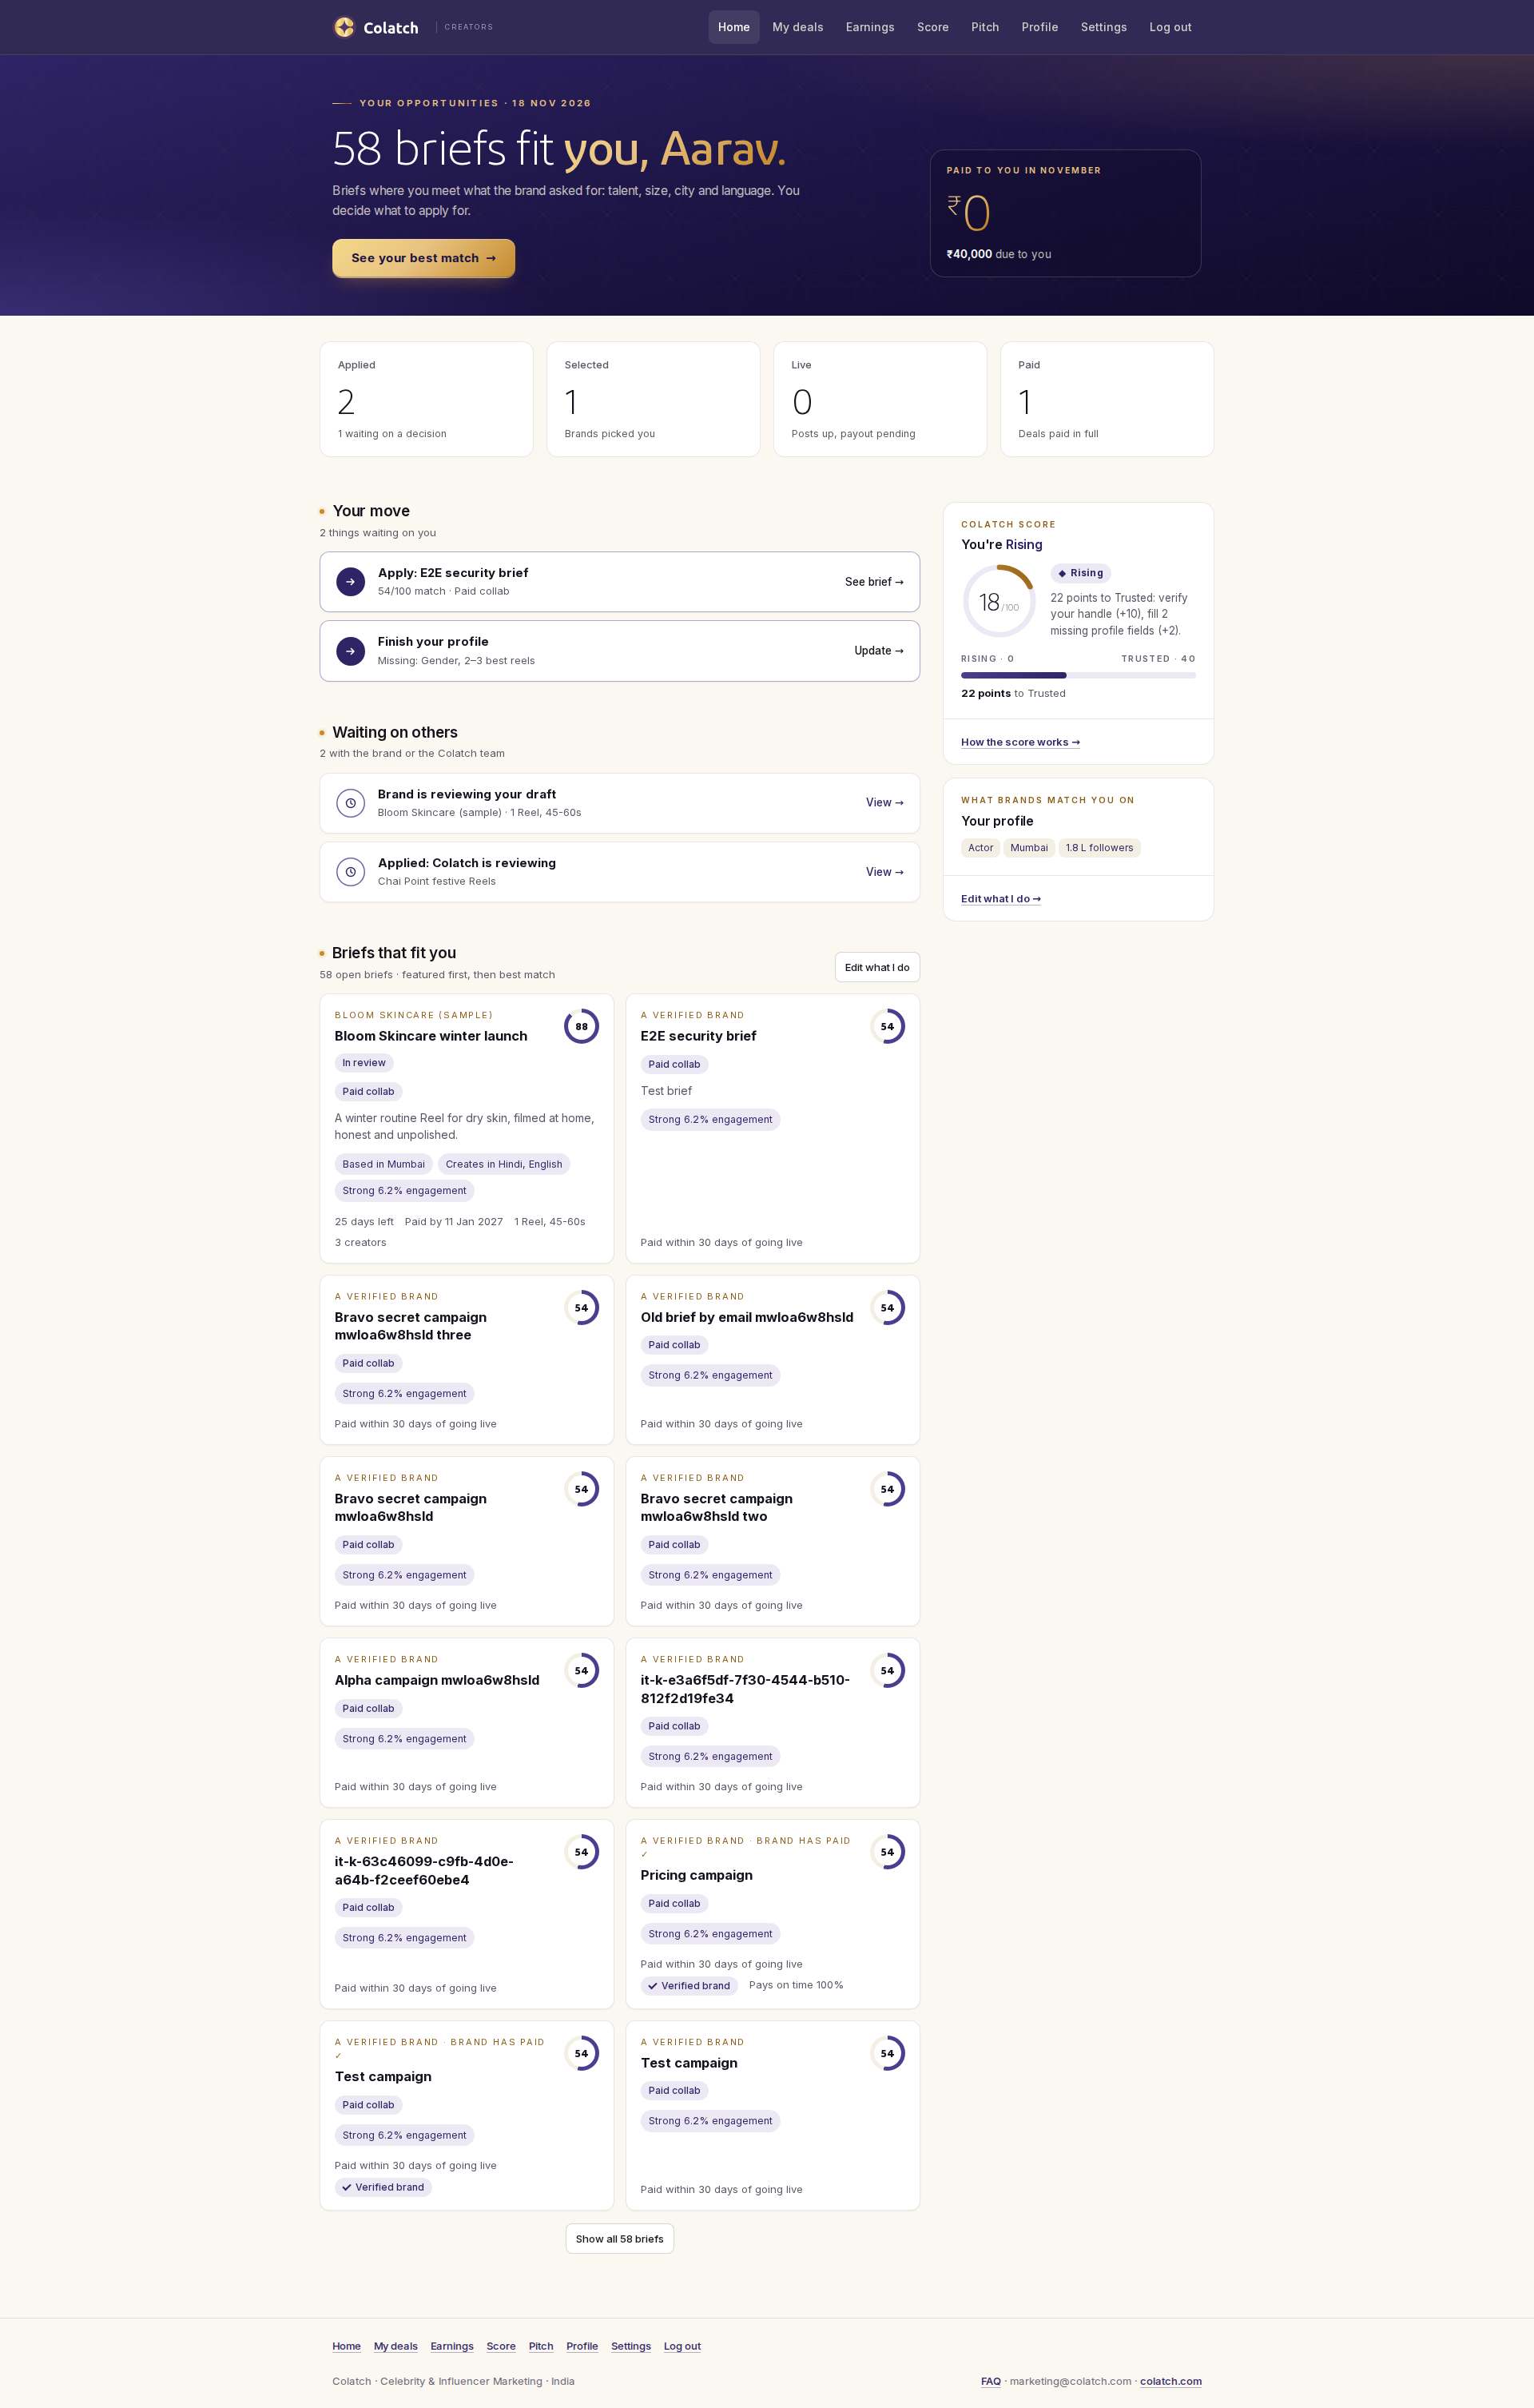 Colatch
CREATORS
Home
My deals
Earnings
Score
Pitch
Profile
Settings
Log out
YOUR OPPORTUNITIES · 18 NOV 2026
58 briefs fit you, Aarav.
Briefs where you meet what the brand asked for: talent, size, city and language. You
decide what to apply for.
See your best match →
PAID TO YOU IN NOVEMBER
₹0
₹40,000 due to you
Applied
2
1 waiting on a decision
Selected
1
Brands picked you
Live
0
Posts up, payout pending
Paid
1
Deals paid in full
Your move
2 things waiting on you
Apply: E2E security brief
54/100 match · Paid collab
See brief →
Finish your profile
Missing: Gender, 2–3 best reels
Update →
Waiting on others
2 with the brand or the Colatch team
Brand is reviewing your draft
Bloom Skincare (sample) · 1 Reel, 45-60s
View →
Applied: Colatch is reviewing
Chai Point festive Reels
View →
COLATCH SCORE
You're Rising
18/100
◆ Rising
22 points to Trusted: verify
your handle (+10), fill 2
missing profile fields (+2).
RISING · 0
TRUSTED · 40
22 points to Trusted
How the score works →
WHAT BRANDS MATCH YOU ON
Your profile
Actor
Mumbai
1.8 L followers
Edit what I do →
Briefs that fit you
58 open briefs · featured first, then best match
Edit what I do
BLOOM SKINCARE (SAMPLE)
88
Bloom Skincare winter launch
In review
Paid collab
A winter routine Reel for dry skin, filmed at home,
honest and unpolished.
Based in Mumbai
Creates in Hindi, English
Strong 6.2% engagement
25 days left
Paid by 11 Jan 2027
1 Reel, 45-60s
3 creators
A VERIFIED BRAND
54
E2E security brief
Paid collab
Test brief
Strong 6.2% engagement
Paid within 30 days of going live
A VERIFIED BRAND
54
Bravo secret campaign
mwloa6w8hsld three
Paid collab
Strong 6.2% engagement
Paid within 30 days of going live
A VERIFIED BRAND
54
Old brief by email mwloa6w8hsld
Paid collab
Strong 6.2% engagement
Paid within 30 days of going live
A VERIFIED BRAND
54
Bravo secret campaign
mwloa6w8hsld
Paid collab
Strong 6.2% engagement
Paid within 30 days of going live
A VERIFIED BRAND
54
Bravo secret campaign
mwloa6w8hsld two
Paid collab
Strong 6.2% engagement
Paid within 30 days of going live
A VERIFIED BRAND
54
Alpha campaign mwloa6w8hsld
Paid collab
Strong 6.2% engagement
Paid within 30 days of going live
A VERIFIED BRAND
54
it-k-e3a6f5df-7f30-4544-b510-
812f2d19fe34
Paid collab
Strong 6.2% engagement
Paid within 30 days of going live
A VERIFIED BRAND
54
it-k-63c46099-c9fb-4d0e-
a64b-f2ceef60ebe4
Paid collab
Strong 6.2% engagement
Paid within 30 days of going live
A VERIFIED BRAND · BRAND HAS PAID
✓
54
Pricing campaign
Paid collab
Strong 6.2% engagement
Paid within 30 days of going live
✓ Verified brand
Pays on time 100%
A VERIFIED BRAND · BRAND HAS PAID
✓
54
Test campaign
Paid collab
Strong 6.2% engagement
Paid within 30 days of going live
✓ Verified brand
A VERIFIED BRAND
54
Test campaign
Paid collab
Strong 6.2% engagement
Paid within 30 days of going live
Show all 58 briefs
Home
My deals
Earnings
Score
Pitch
Profile
Settings
Log out
Colatch · Celebrity & Influencer Marketing · India
FAQ · marketing@colatch.com · colatch.com